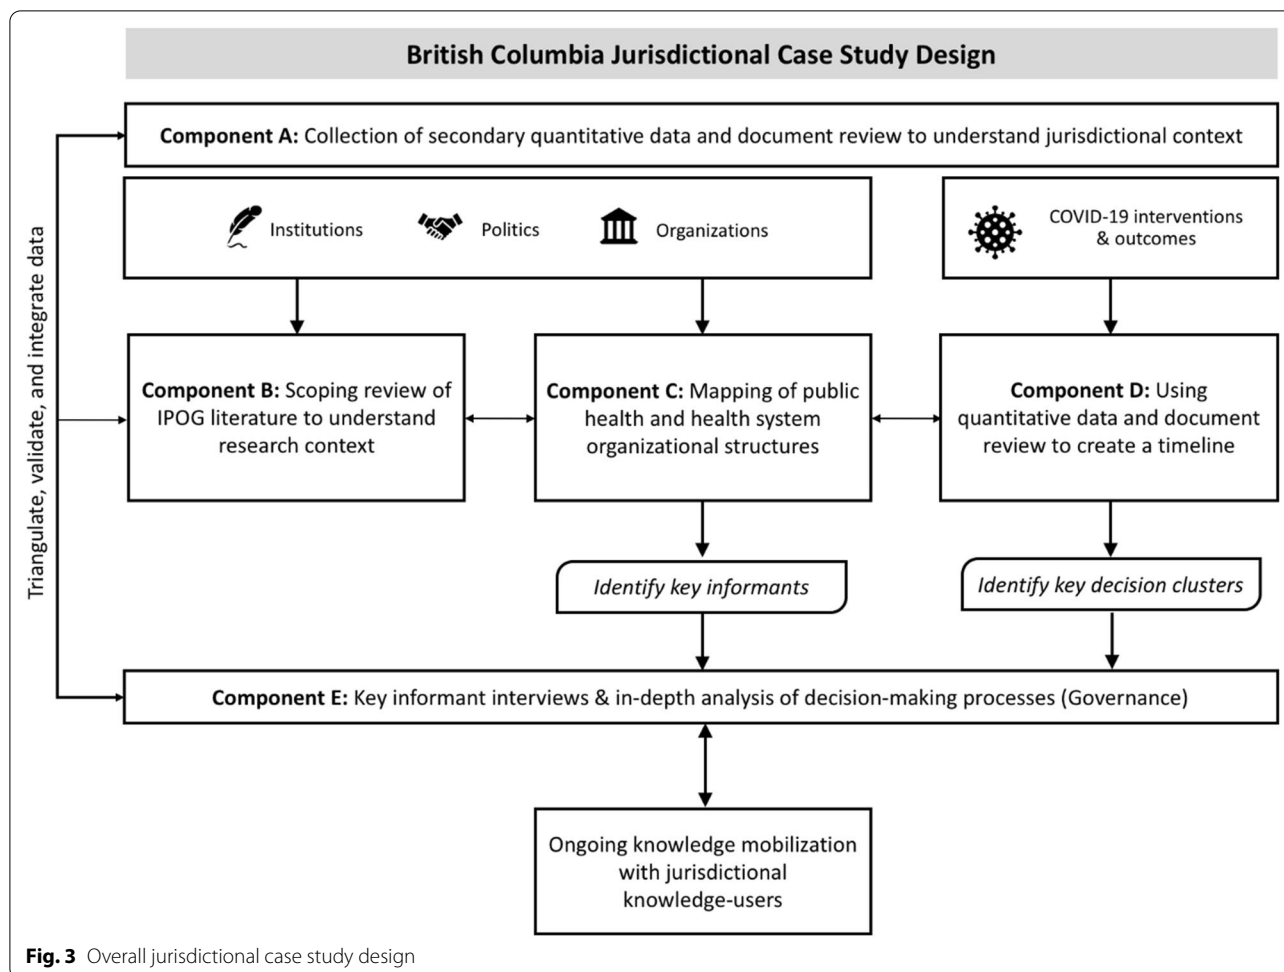 British Columbia Jurisdictional Case Study Design
Component A: Collection of secondary quantitative data and document review to understand jurisdictional context
Triangulate, validate, and integrate data
Institutions
Politics
Organizations
COVID-19 interventions
& outcomes
Component B: Scoping review of
IPOG literature to understand
research context
Component C: Mapping of public
health and health system
organizational structures
Component D: Using
quantitative data and document
review to create a timeline
Identify key informants
Identify key decision clusters
Component E: Key informant interviews & in-depth analysis of decision-making processes (Governance)
Ongoing knowledge mobilization
with jurisdictional
knowledge-users
Fig. 3 Overall jurisdictional case study design